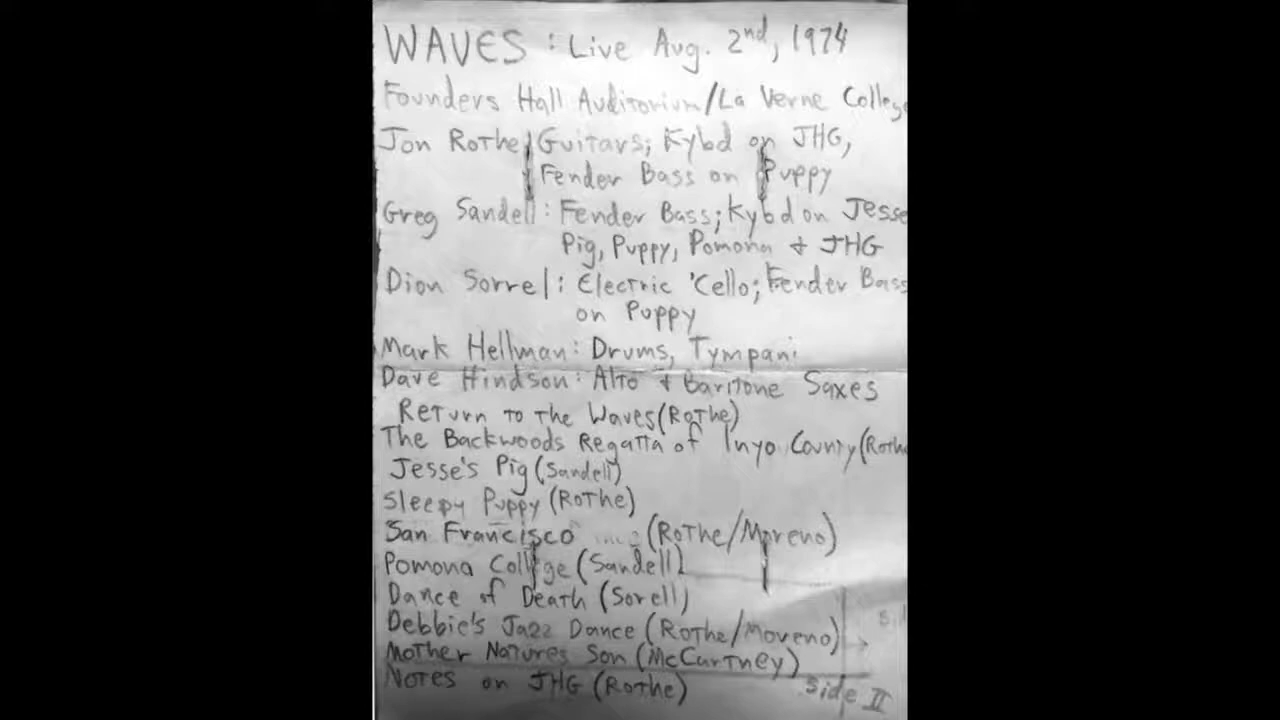 WAVES: Live Aug. 2nd, 1974
Founders Hall Auditorium/La Verne College
Jon Rothe Guitars; Kybd on JHG,
Fender Bass on Puppy
Greg Sandell: Fender Bass; Kybd on Jesse
Pig, Puppy, Pomona & JHG
Dion Sorrel: Electric 'Cello; Fender Bass
on Puppy
Mark Hellman: Drums, Tympani
Dave Hindson: Alto & Baritone Saxes
Return to the Waves (Rothe)
The Backwoods Regatta of Inyo County (Rothe
Jesse's Pig (Sandell)
Sleepy Puppy (Rothe)
San Francisco (Rothe/Moreno)
Pomona College (Sandell)
Dance of Death (Sorell)
Debbie's Jazz Dance (Rothe/Moreno) →
Mother Natures Son (McCartney)
Notes on JHG (Rothe)
Side II